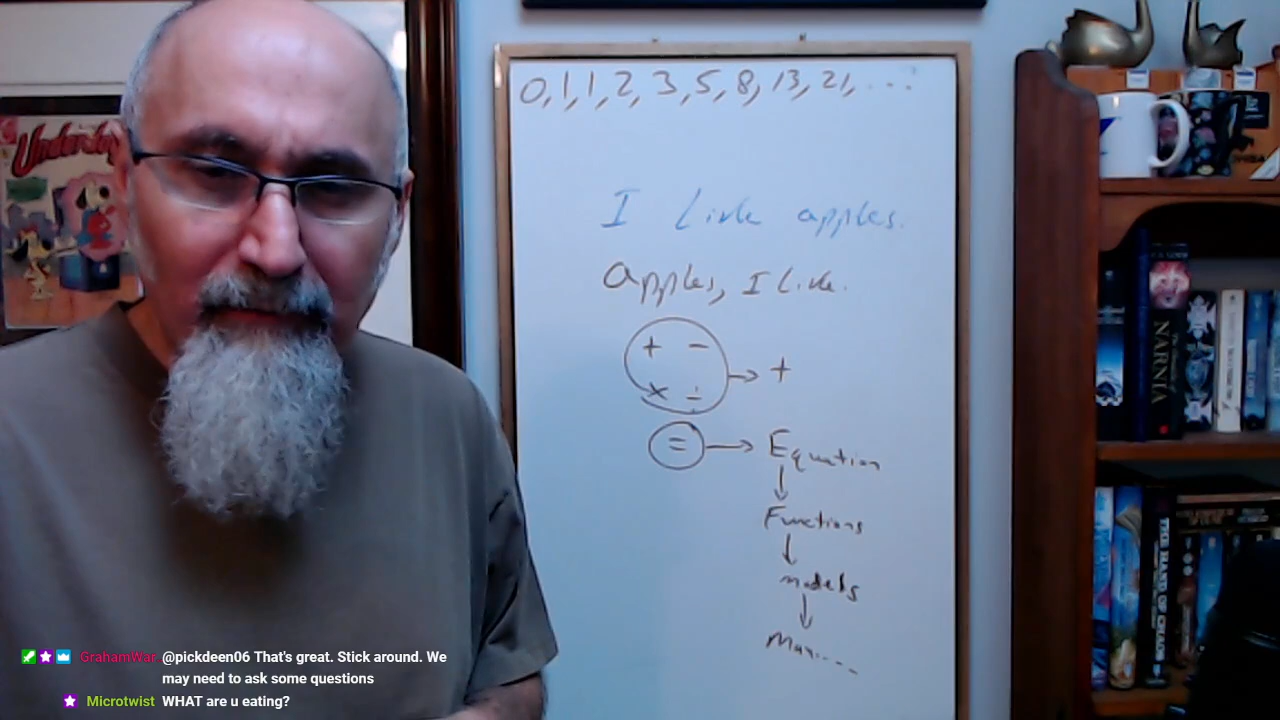 0, 1, 1, 2, 3, 5, 8, 13, 21, ...
I Like apples.
apples, I Like.
+ -
x ÷ → +
= → Equation
↓
Functions
↓
models
↓
Underdog
NARNIA
GrahamWar @pickdeen06 That's great. Stick around. We
may need to ask some questions
Microtwist WHAT are u eating?